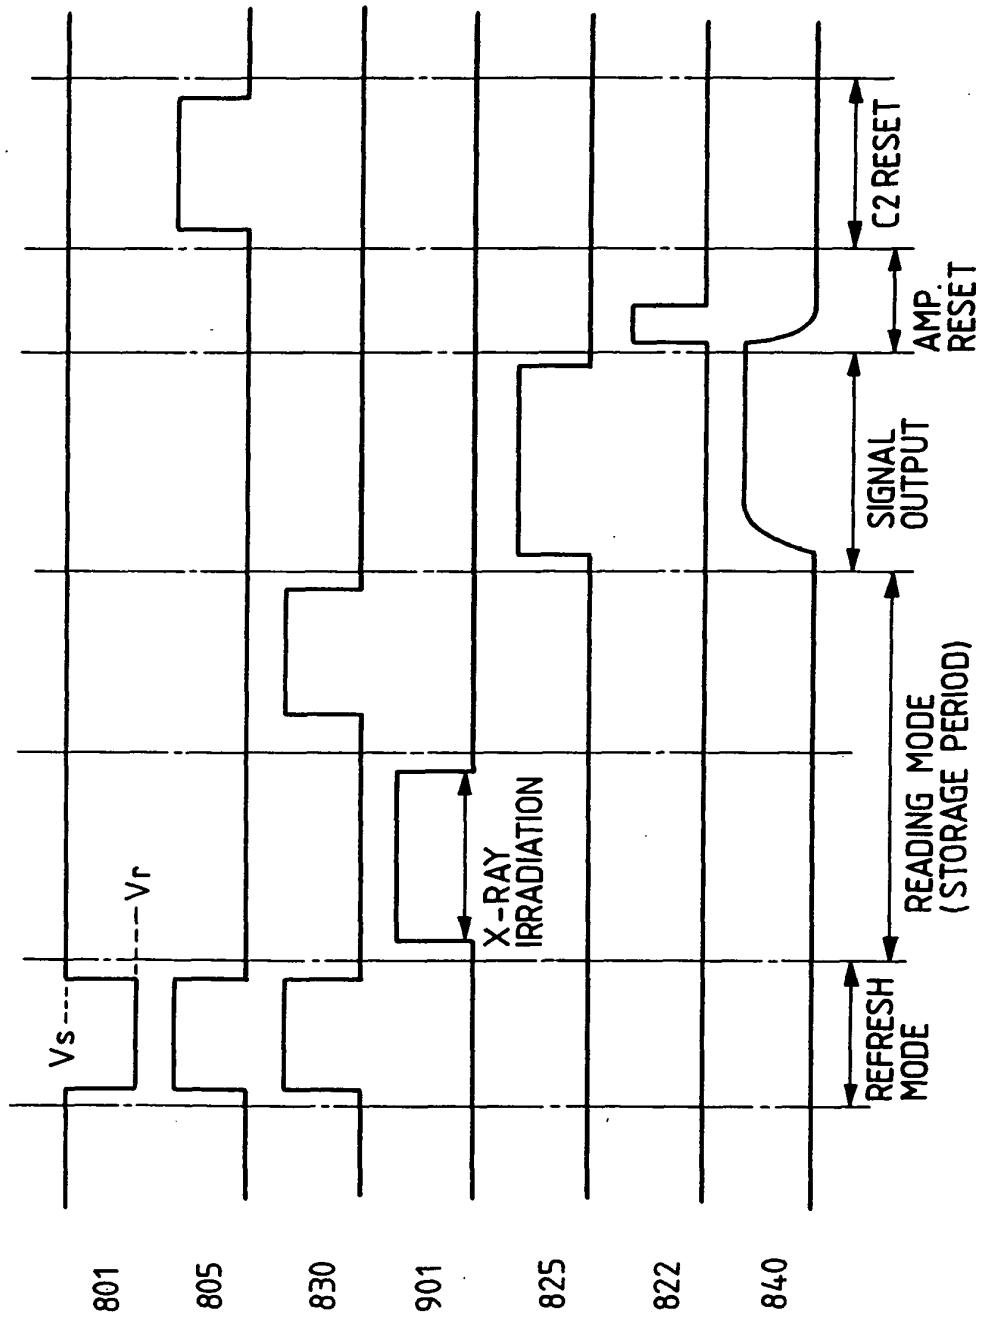 801
805
830
901
825
822
840
Vs
Vr
X-RAY
IRRADIATION
REFRESH
MODE
READING MODE
(STORAGE PERIOD)
SIGNAL
OUTPUT
AMP.
RESET
C2 RESET